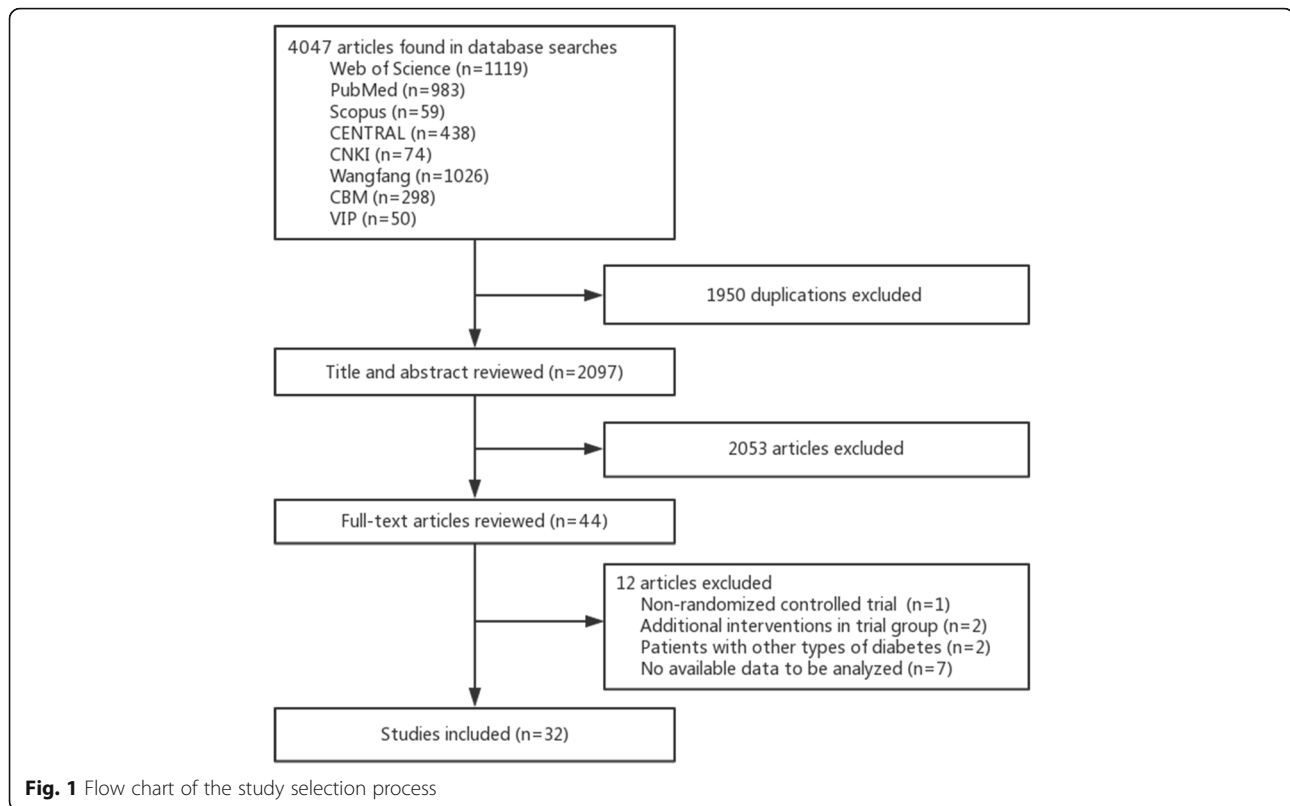 4047 articles found in database searches
Web of Science (n=1119)
PubMed (n=983)
Scopus (n=59)
CENTRAL (n=438)
CNKI (n=74)
Wangfang (n=1026)
CBM (n=298)
VIP (n=50)
1950 duplications excluded
Title and abstract reviewed (n=2097)
2053 articles excluded
Full-text articles reviewed (n=44)
12 articles excluded
Non-randomized controlled trial (n=1)
Additional interventions in trial group (n=2)
Patients with other types of diabetes (n=2)
No available data to be analyzed (n=7)
Studies included (n=32)
Fig. 1 Flow chart of the study selection process